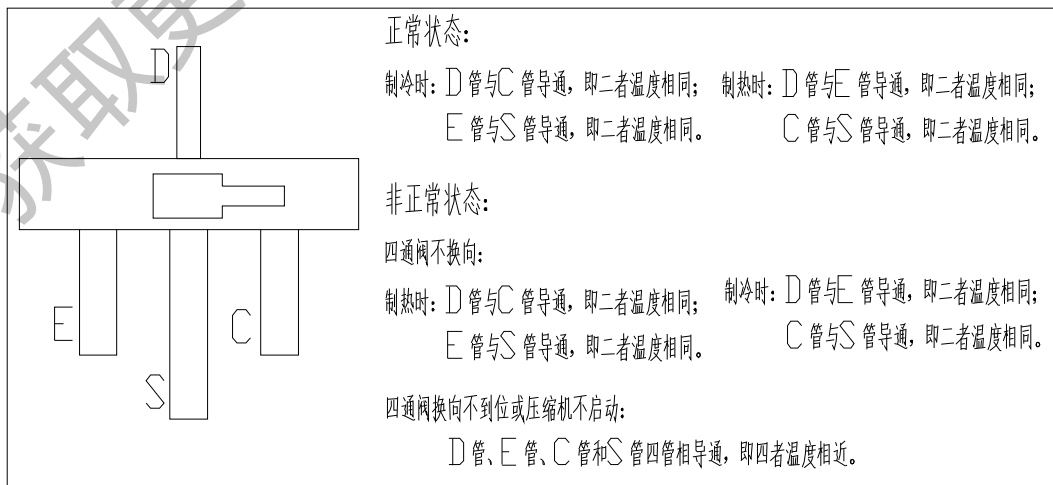 获取更
D
E
C
S
正常状态：
制冷时：D管与C管导通，即二者温度相同；
E管与S管导通，即二者温度相同。
制热时：D管与E管导通，即二者温度相同；
C管与S管导通，即二者温度相同。
非正常状态：
四通阀不换向：
制热时：D管与C管导通，即二者温度相同；
E管与S管导通，即二者温度相同。
制冷时：D管与E管导通，即二者温度相同；
C管与S管导通，即二者温度相同。
四通阀换向不到位或压缩机不启动：
D管、E管、C管和S管四管相导通，即四者温度相近。